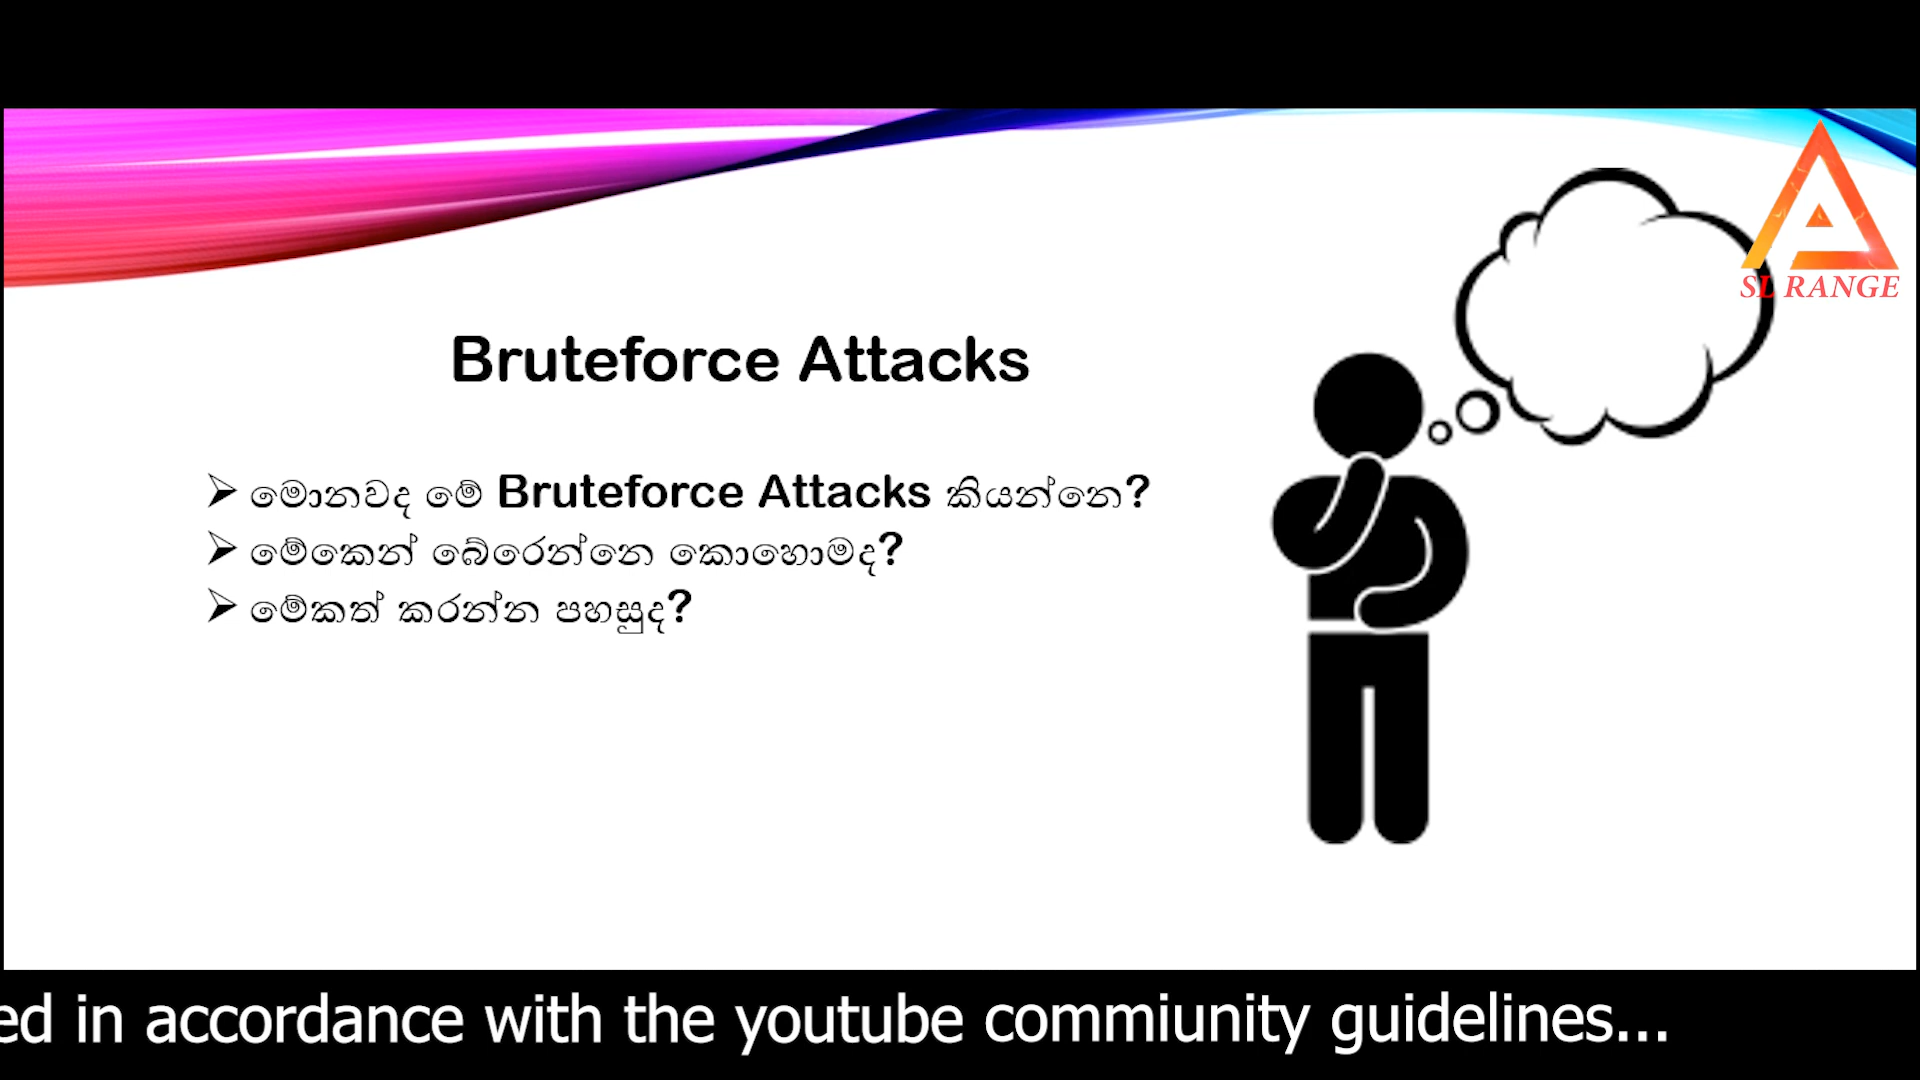 SL RANGE
Bruteforce Attacks
මොනවද මේ Bruteforce Attacks කියන්නෙ?
මේකෙන් බේරෙන්නෙ කොහොමද?
මේකත් කරන්න පහසුද?
ed in accordance with the youtube commiunity guidelines...